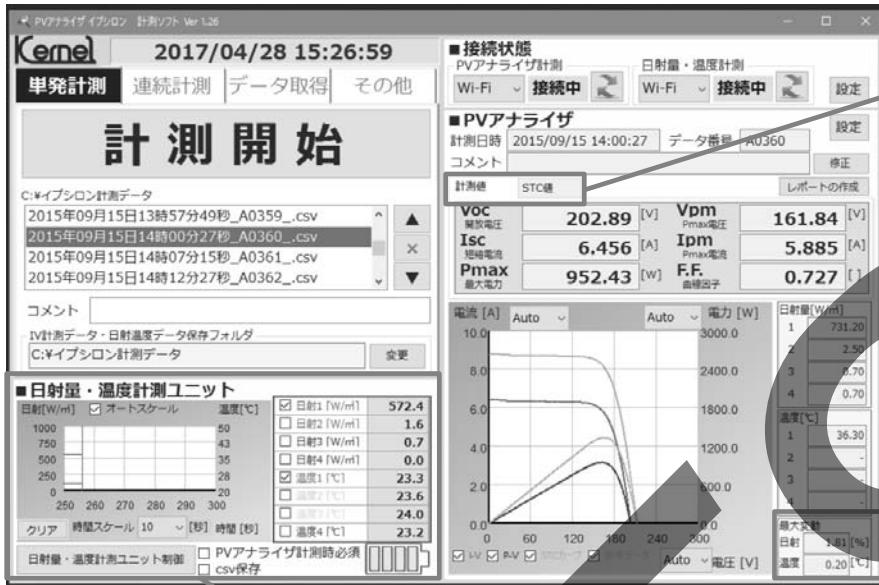 PVアナライザ イプシロン 計測ソフト Ver 1.26
Kernel
2017/04/28 15:26:59
単発計測 連続計測 データ取得 その他
計測開始
C:¥イプシロン計測データ
2015年09月15日13時57分49秒_A0359_.csv
2015年09月15日14時00分27秒_A0360_.csv
2015年09月15日14時07分15秒_A0361_.csv
2015年09月15日14時12分27秒_A0362_.csv
コメント
IV計測データ・日射温度データ保存フォルダ
C:¥イプシロン計測データ 変更
■日射量・温度計測ユニット
日射[W/㎡] オートスケール 温度[℃]
1000 50
750 43
500 35
250 28
0 20
250 260 270 280 290 300
クリア 時間スケール 10 [秒] 時間 [秒]
日射1 [W/㎡] 572.4
日射2 [W/㎡] 1.6
日射3 [W/㎡] 0.7
日射4 [W/㎡] 0.0
温度1 [℃] 23.3
温度2 [℃] 23.6
24.0
温度4 [℃] 23.2
日射量・温度計測ユニット制御
PVアナライザ計測時必須
csv保存
■接続状態
PVアナライザ計測 日射量・温度計測
Wi-Fi 接続中 Wi-Fi 接続中 設定
■PVアナライザ 設定
計測日時 2015/09/15 14:00:27 データ番号 A0360
コメント 修正
計測値 STC値 レポートの作成
Voc 開放電圧 202.89 [V] Vpm Pmax電圧 161.84 [V]
Isc 短絡電流 6.456 [A] Ipm Pmax電流 5.885 [A]
Pmax 最大電力 952.43 [W] F.F. 曲線因子 0.727 [ ]
電流 [A] Auto Auto 電力 [W]
10.0 3000.0
8.0 2400.0
6.0 1800.0
4.0 1200.0
2.0 600.0
0.0 0.0
0 60 120 180 240 300
I-V P-V STCカーブ Auto 電圧 [V]
日射量[W/㎡]
1 731.20
2 2.50
3 0.70
4 0.70
温度[℃]
1 36.30
2 -
3 -
4 -
最大変動
日射 1.81 [%]
温度 0.20 [℃]